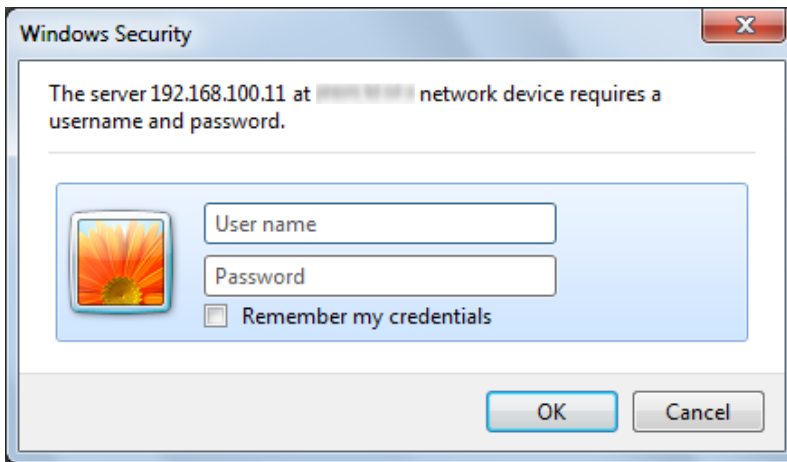 Windows Security
The server 192.168.100.11 at network device requires a
username and password.
User name
Password
Remember my credentials
OK
Cancel